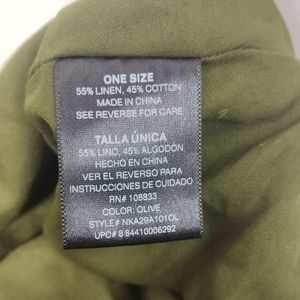 ONE SIZE
55% LINEN, 45% COTTON
MADE IN CHINA
SEE REVERSE FOR CARE
TALLA ÚNICA
55% LINO, 45% ALGODÓN
HECHO EN CHINA
VER EL REVERSO PARA
INSTRUCCIONES DE CUIDADO
RN# 108833
COLOR: OLIVE
STYLE# NKA29A101OL
UPC# 8 84410006292